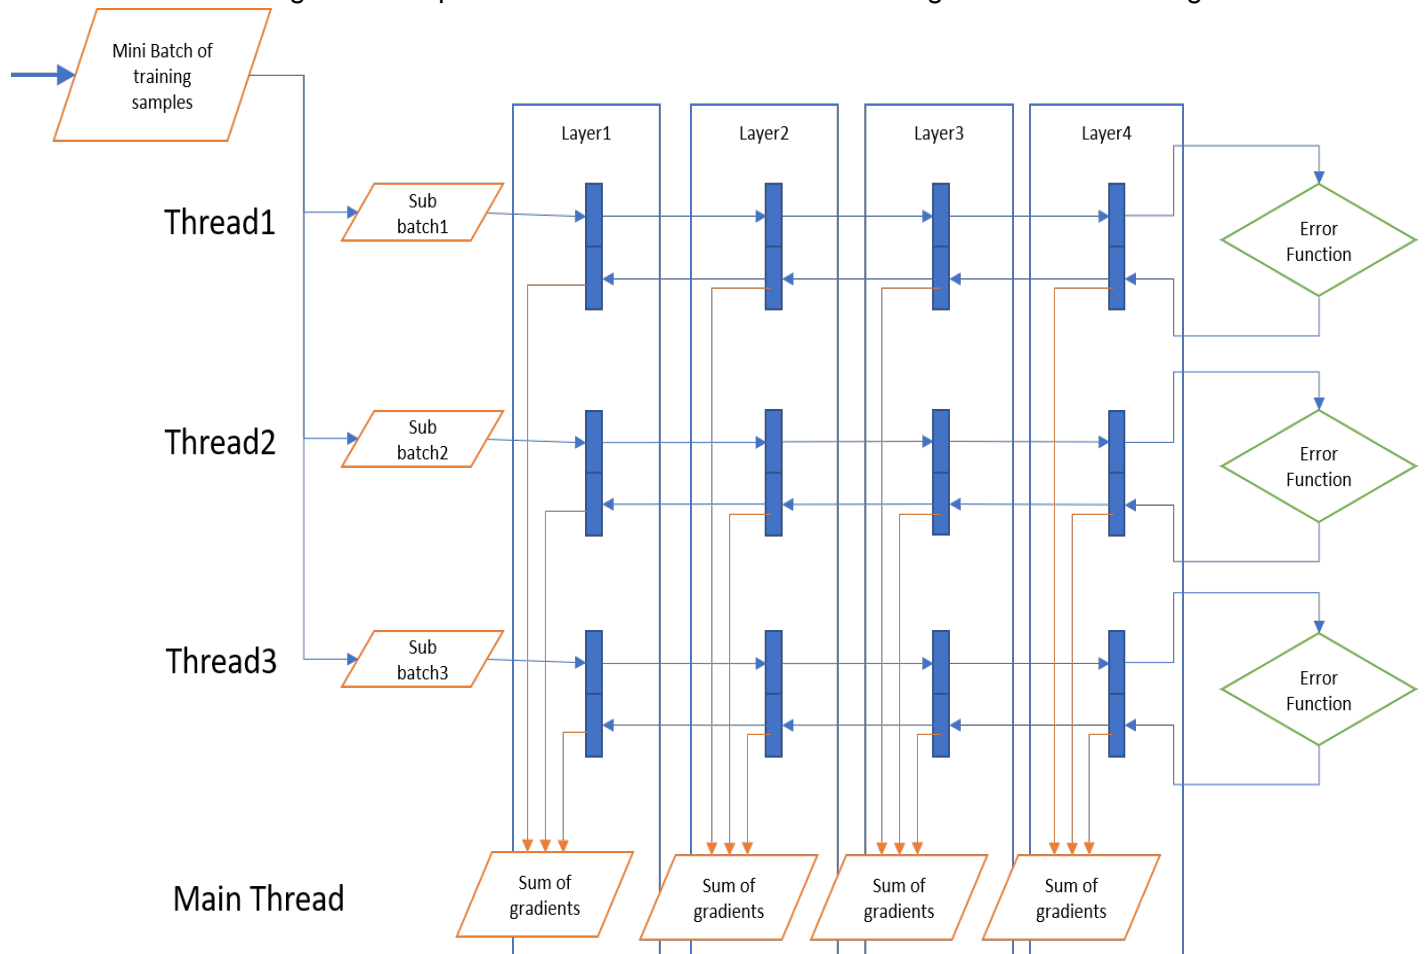 Mini Batch of
training
samples
Layer1
Layer2
Layer3
Layer4
Thread1
Sub
batch1
Error
Function
Thread2
Sub
batch2
Error
Function
Thread3
Sub
batch3
Error
Function
Main Thread
Sum of
gradients
Sum of
gradients
Sum of
gradients
Sum of
gradients